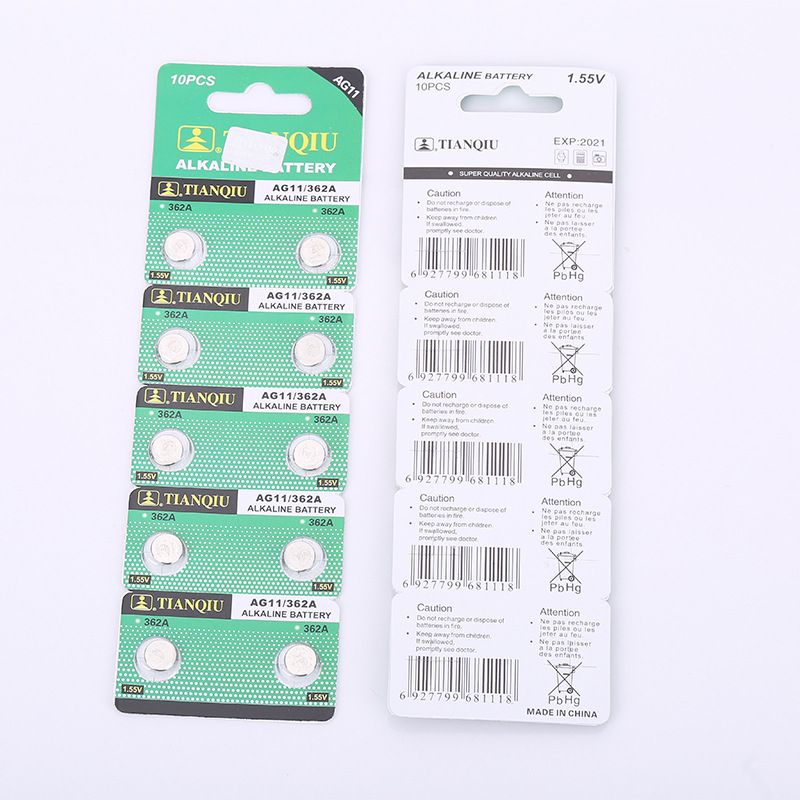 10PCS
AG11
TIANQIU
ALKALINE BATTERY
TIANQIU
AG11/362A
ALKALINE BATTERY
362A
362A
1.55V
1.55V
TIANQIU
AG11/362A
ALKALINE BATTERY
362A
362A
1.55V
1.55V
TIANQIU
AG11/362A
ALKALINE BATTERY
362A
362A
1.55V
1.55V
TIANQIU
AG11/362A
ALKALINE BATTERY
362A
362A
1.55V
1.55V
TIANQIU
AG11/362A
ALKALINE BATTERY
362A
362A
1.55V
1.55V
ALKALINE BATTERY
1.55V
10PCS
TIANQIU
EXP:2021
SUPER QUALITY ALKALINE CELL
Caution
Do not recharge or dispose of
batteries in fire.
Keep away from children.
If swallowed,
promptly see doctor.
6 927799 681118
Attention
Ne pas recharge
ni piles ou les
jeter au feu.
Ne pas laisser
a la portée
des enfants.
PbHg
Caution
Do not recharge or dispose of
batteries in fire.
Keep away from children.
If swallowed,
promptly see doctor.
6 927799 681118
Attention
Ne pas recharge
ni piles ou les
jeter au feu.
Ne pas laisser
a la portée
des enfants.
PbHg
Caution
Do not recharge or dispose of
batteries in fire.
Keep away from children.
If swallowed,
promptly see doctor.
6 927799 681118
Attention
Ne pas recharge
les piles ou les
jeter au feu.
Ne pas laisser
a la portée
des enfants.
PbHg
Caution
Do not recharge or dispose of
batteries in fire.
Keep away from children.
If swallowed,
promptly see doctor.
6 927799 681118
Attention
Ne pas recharge
les piles ou les
jeter au feu.
Ne pas laisser
a la portée
des enfants.
PbHg
Caution
Do not recharge or dispose of
batteries in fire.
Keep away from children.
If swallowed,
promptly see doctor.
6 927799 681118
Attention
Ne pas recharge
les piles ou les
jeter au feu.
Ne pas laisser
a la portée
des enfants.
PbHg
MADE IN CHINA